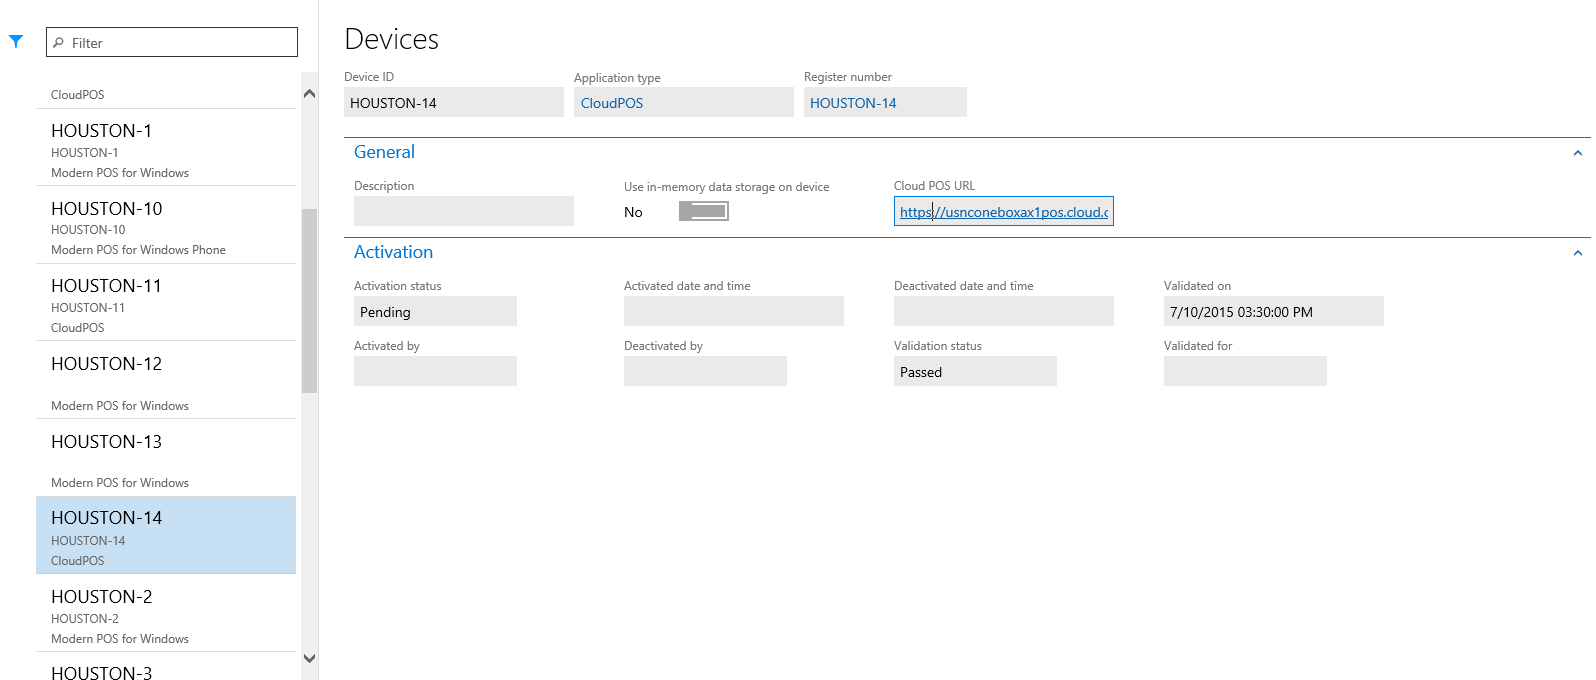 Filter
CloudPOS
HOUSTON-1
HOUSTON-1
Modern POS for Windows
HOUSTON-10
HOUSTON-10
Modern POS for Windows Phone
HOUSTON-11
HOUSTON-11
CloudPOS
HOUSTON-12
Modern POS for Windows
HOUSTON-13
Modern POS for Windows
HOUSTON-14
HOUSTON-14
CloudPOS
HOUSTON-2
HOUSTON-2
Modern POS for Windows
HOUSTON-3
Devices
Device ID Application type Register number
HOUSTON-14 CloudPOS HOUSTON-14
General
Description Use in-memory data storage on device Cloud POS URL
No https://usnconeboxax1pos.cloud.c
Activation
Activation status Activated date and time Deactivated date and time Validated on
Pending 7/10/2015 03:30:00 PM
Activated by Deactivated by Validation status Validated for
Passed